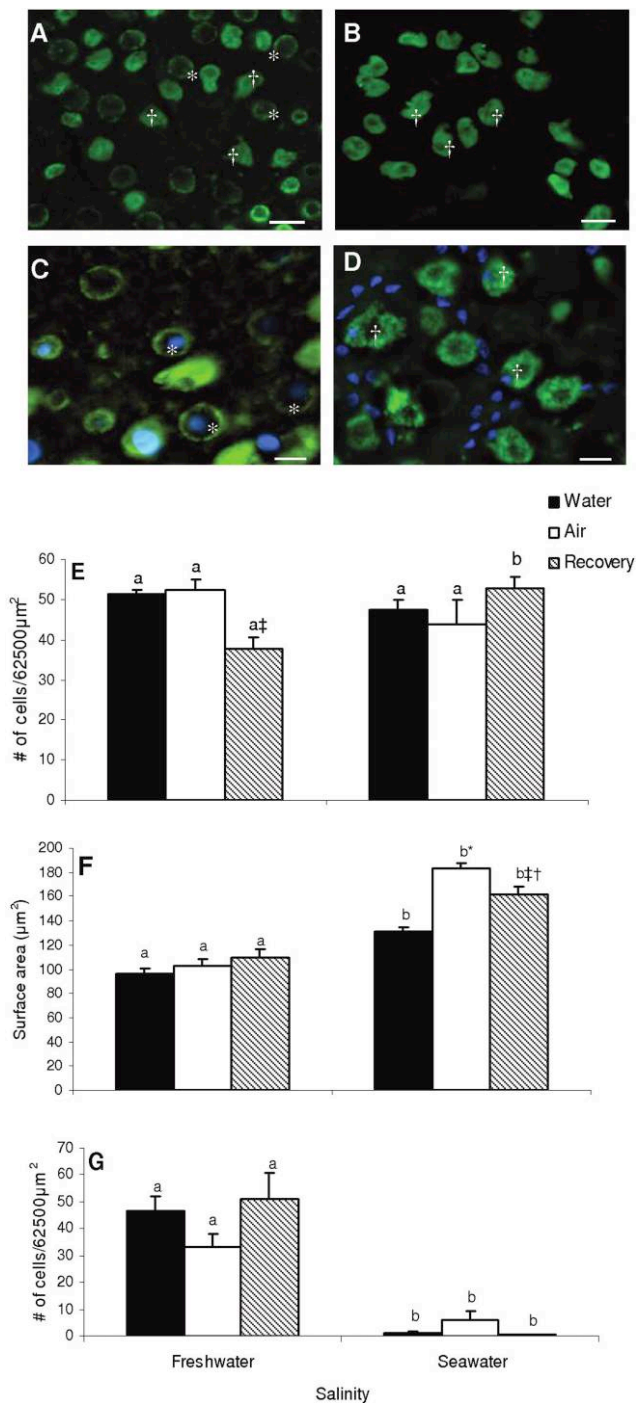 A
B
* † * † * †
† † †
C
D
* * *
† † †
Water
Air
Recovery
E
# of cells/62500µm2
60
50
40
30
20
10
0
a
a
a‡
a
a
b
F
Surface area (µm2)
200
180
160
140
120
100
80
60
40
20
0
a
a
a
b
b*
b‡†
G
# of cells/62500µm2
70
60
50
40
30
20
10
0
a
a
a
b
b
b
Freshwater
Seawater
Salinity